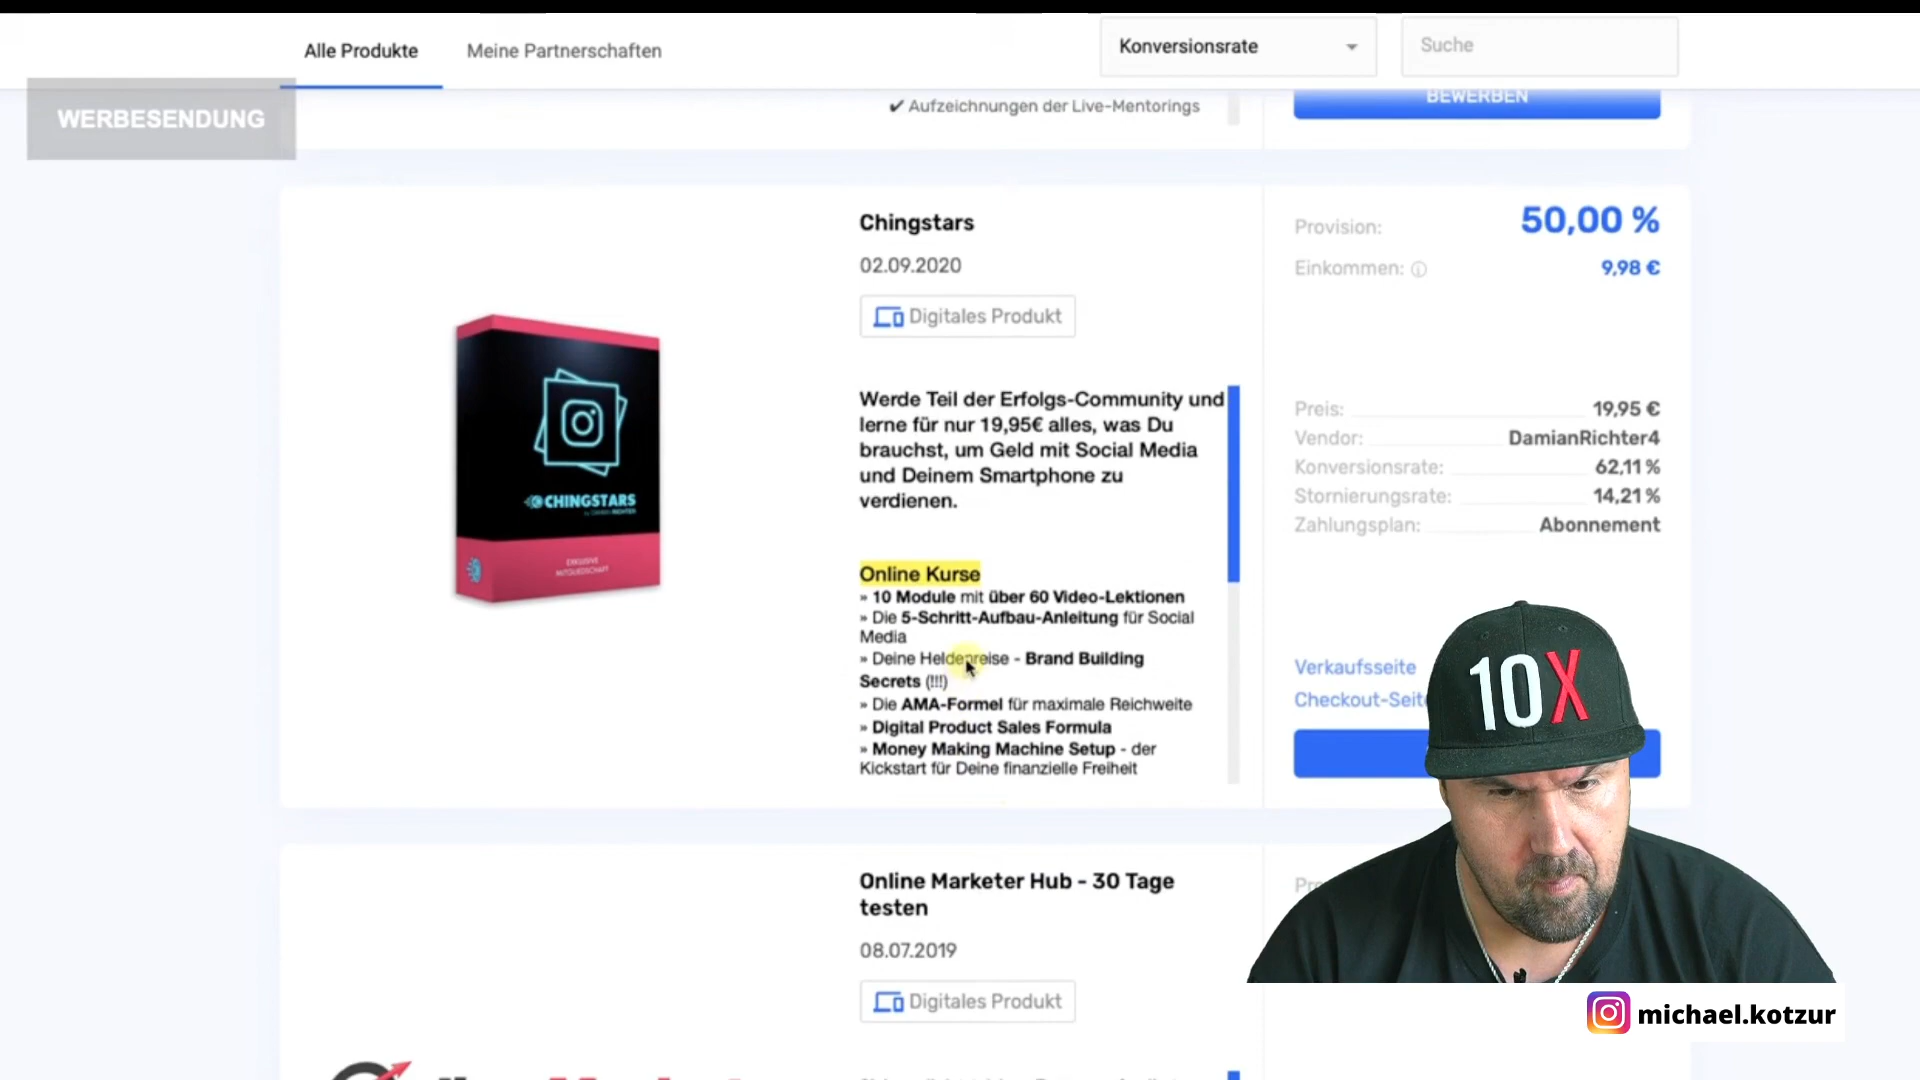 Alle Produkte
Meine Partnerschaften
Konversionsrate
Suche
WERBESENDUNG
✔ Aufzeichnungen der Live-Mentorings
BEWERBEN
Chingstars
02.09.2020
Digitales Produkt
Werde Teil der Erfolgs-Community und
lerne für nur 19,95€ alles, was Du
brauchst, um Geld mit Social Media
und Deinem Smartphone zu
verdienen.
Online Kurse
» 10 Module mit über 60 Video-Lektionen
» Die 5-Schritt-Aufbau-Anleitung für Social
Media
» Deine Heldenreise - Brand Building
Secrets (!!!)
» Die AMA-Formel für maximale Reichweite
» Digital Product Sales Formula
» Money Making Machine Setup - der
Kickstart für Deine finanzielle Freiheit
CHINGSTARS
EXKLUSIVE
MITGLIEDSCHAFT
Provision: 50,00 %
Einkommen: 9,98 €
Preis: 19,95 €
Vendor: DamianRichter4
Konversionsrate: 62,11 %
Stornierungsrate: 14,21 %
Zahlungsplan: Abonnement
Verkaufsseite
Checkout-Seit
10X
Online Marketer Hub - 30 Tage
testen
08.07.2019
Digitales Produkt
michael.kotzur